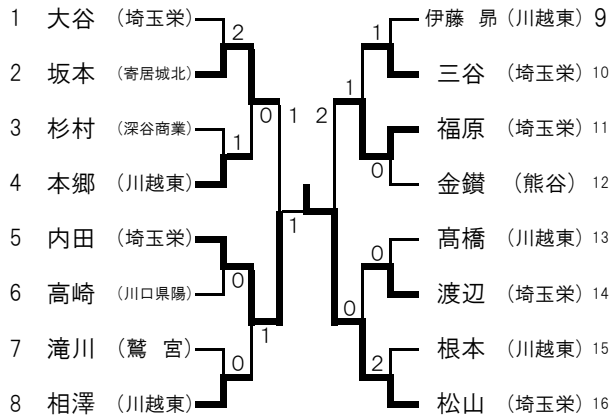 1 大谷 (埼玉栄)
2 坂本 (寄居城北)
3 杉村 (深谷商業)
4 本郷 (川越東)
5 内田 (埼玉栄)
6 高崎 (川口県陽)
7 滝川 (鷲 宮)
8 相澤 (川越東)
2
1
0
0
0
1
1
1
2
1
1
0
0
0
2
伊藤 昴 (川越東) 9
三谷 (埼玉栄) 10
福原 (埼玉栄) 11
金鑚 (熊谷) 12
髙橋 (川越東) 13
渡辺 (埼玉栄) 14
根本 (川越東) 15
松山 (埼玉栄) 16